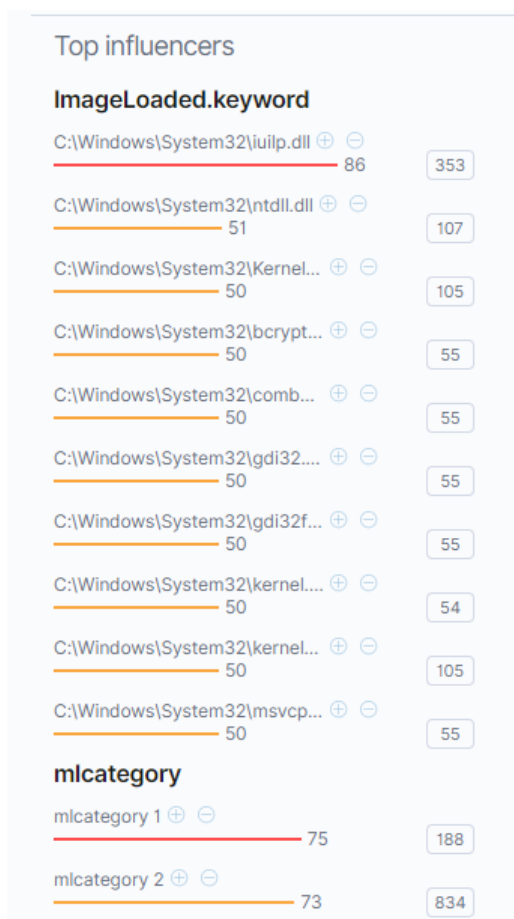 Top influencers
ImageLoaded.keyword
C:\Windows\System32\iuilp.dll
86 353
C:\Windows\System32\ntdll.dll
51 107
C:\Windows\System32\Kernel...
50 105
C:\Windows\System32\bcrypt...
50 55
C:\Windows\System32\comb...
50 55
C:\Windows\System32\gdi32....
50 55
C:\Windows\System32\gdi32f...
50 55
C:\Windows\System32\kernel....
50 54
C:\Windows\System32\kernel...
50 105
C:\Windows\System32\msvcp...
50 55
mlcategory
mlcategory 1
75 188
mlcategory 2
73 834